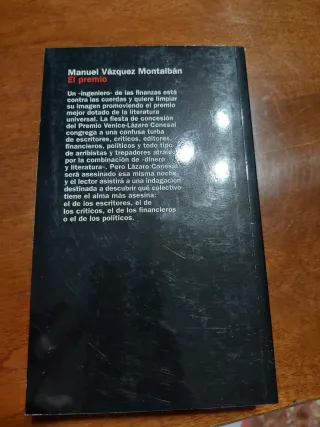 Manuel Vázquez Montalbán
El premio
Un «ingeniero» de las finanzas está
contra las cuerdas y quiere limpiar
su imagen promoviendo el premio
mejor dotado de la literatura
universal. La fiesta de concesión
del Premio Venice-Lázaro Conesal
congrega a una confusa turba
de escritores, críticos, editores,
financieros, políticos y todo tipo
de arribistas y trepadores atraídos
por la combinación de «dinero
y literatura». Pero Lázaro Conesal
será asesinado esa misma noche,
y el lector asistirá a una indagación
destinada a descubrir qué colectivo
tiene el alma más asesina:
el de los escritores, el de
los críticos, el de los financieros
o el de los políticos.